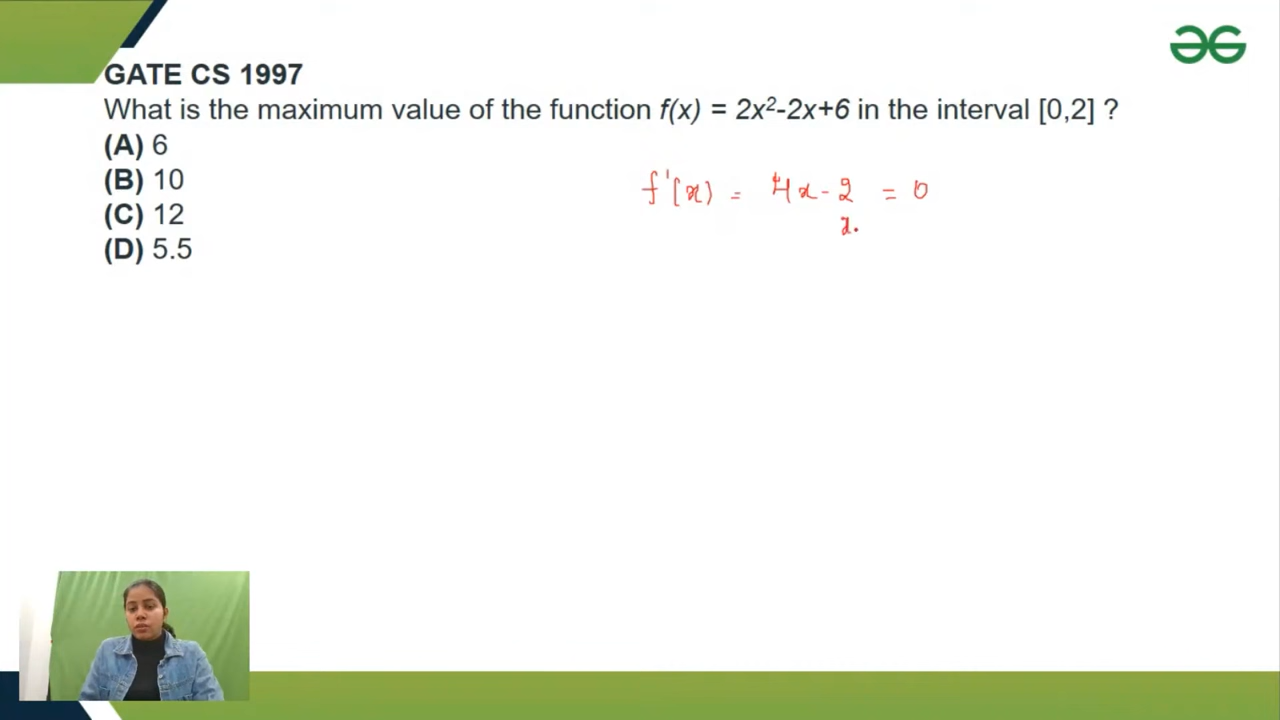 GATE CS 1997
What is the maximum value of the function f(x) = 2x²-2x+6 in the interval [0,2] ?
(A) 6
(B) 10
(C) 12
(D) 5.5
f'(x) = 4x - 2 = 0
x.